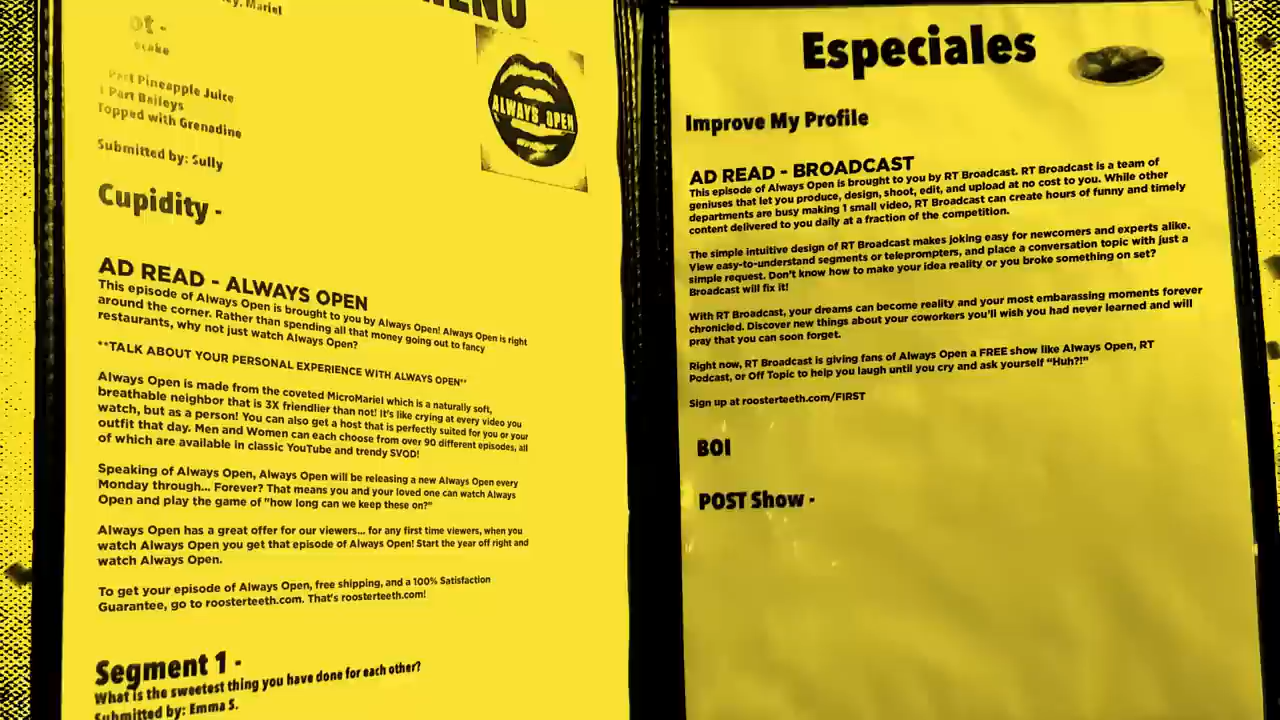 Mariel
MENU
ot -
Part Pineapple Juice
1 Part Baileys
Topped with Grenadine
Submitted by: Sully
ALWAYS OPEN
Cupidity -
AD READ - ALWAYS OPEN
This episode of Always Open is brought to you by Always Open! Always Open is right
around the corner. Rather than spending all that money going out to fancy
restaurants, why not just watch Always Open?
**TALK ABOUT YOUR PERSONAL EXPERIENCE WITH ALWAYS OPEN**
Always Open is made from the coveted MicroMariel which is a naturally soft,
breathable neighbor that is 3X friendlier than not! It's like crying at every video you
watch, but as a person! You can also get a host that is perfectly suited for you or your
outfit that day. Men and Women can each choose from over 90 different episodes, all
of which are available in classic YouTube and trendy SVOD!
Speaking of Always Open, Always Open will be releasing a new Always Open every
Monday through... Forever? That means you and your loved one can watch Always
Open and play the game of "how long can we keep these on?"
Always Open has a great offer for our viewers... for any first time viewers, when you
watch Always Open you get that episode of Always Open! Start the year off right and
watch Always Open.
To get your episode of Always Open, free shipping, and a 100% Satisfaction
Guarantee, go to roosterteeth.com. That's roosterteeth.com!
Segment 1 -
What is the sweetest thing you have done for each other?
Submitted by: Emma S.
Especiales
Improve My Profile
AD READ - BROADCAST
This episode of Always Open is brought to you by RT Broadcast. RT Broadcast is a team of
geniuses that let you produce, design, shoot, edit, and upload at no cost to you. While other
departments are busy making 1 small video, RT Broadcast can create hours of funny and timely
content delivered to you daily at a fraction of the competition.
The simple intuitive design of RT Broadcast makes joking easy for newcomers and experts alike.
View easy-to-understand segments or teleprompters, and place a conversation topic with just a
simple request. Don't know how to make your idea reality or you broke something on set?
Broadcast will fix it!
With RT Broadcast, your dreams can become reality and your most embarassing moments forever
chronicled. Discover new things about your coworkers you'll wish you had never learned and will
pray that you can soon forget.
Right now, RT Broadcast is giving fans of Always Open a FREE show like Always Open, RT
Podcast, or Off Topic to help you laugh until you cry and ask yourself "Huh?!"
Sign up at roosterteeth.com/FIRST
BOI
POST Show -